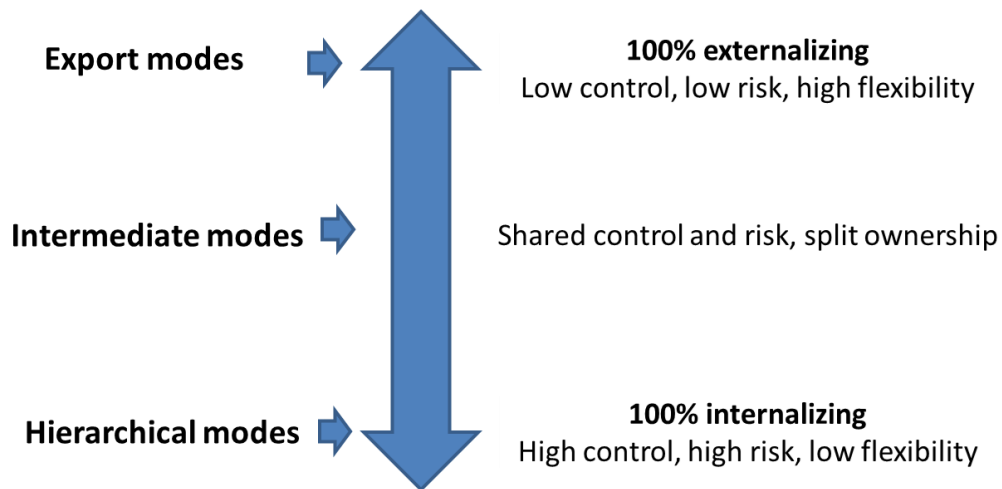 Export modes
100% externalizing
Low control, low risk, high flexibility
Intermediate modes
Shared control and risk, split ownership
Hierarchical modes
100% internalizing
High control, high risk, low flexibility